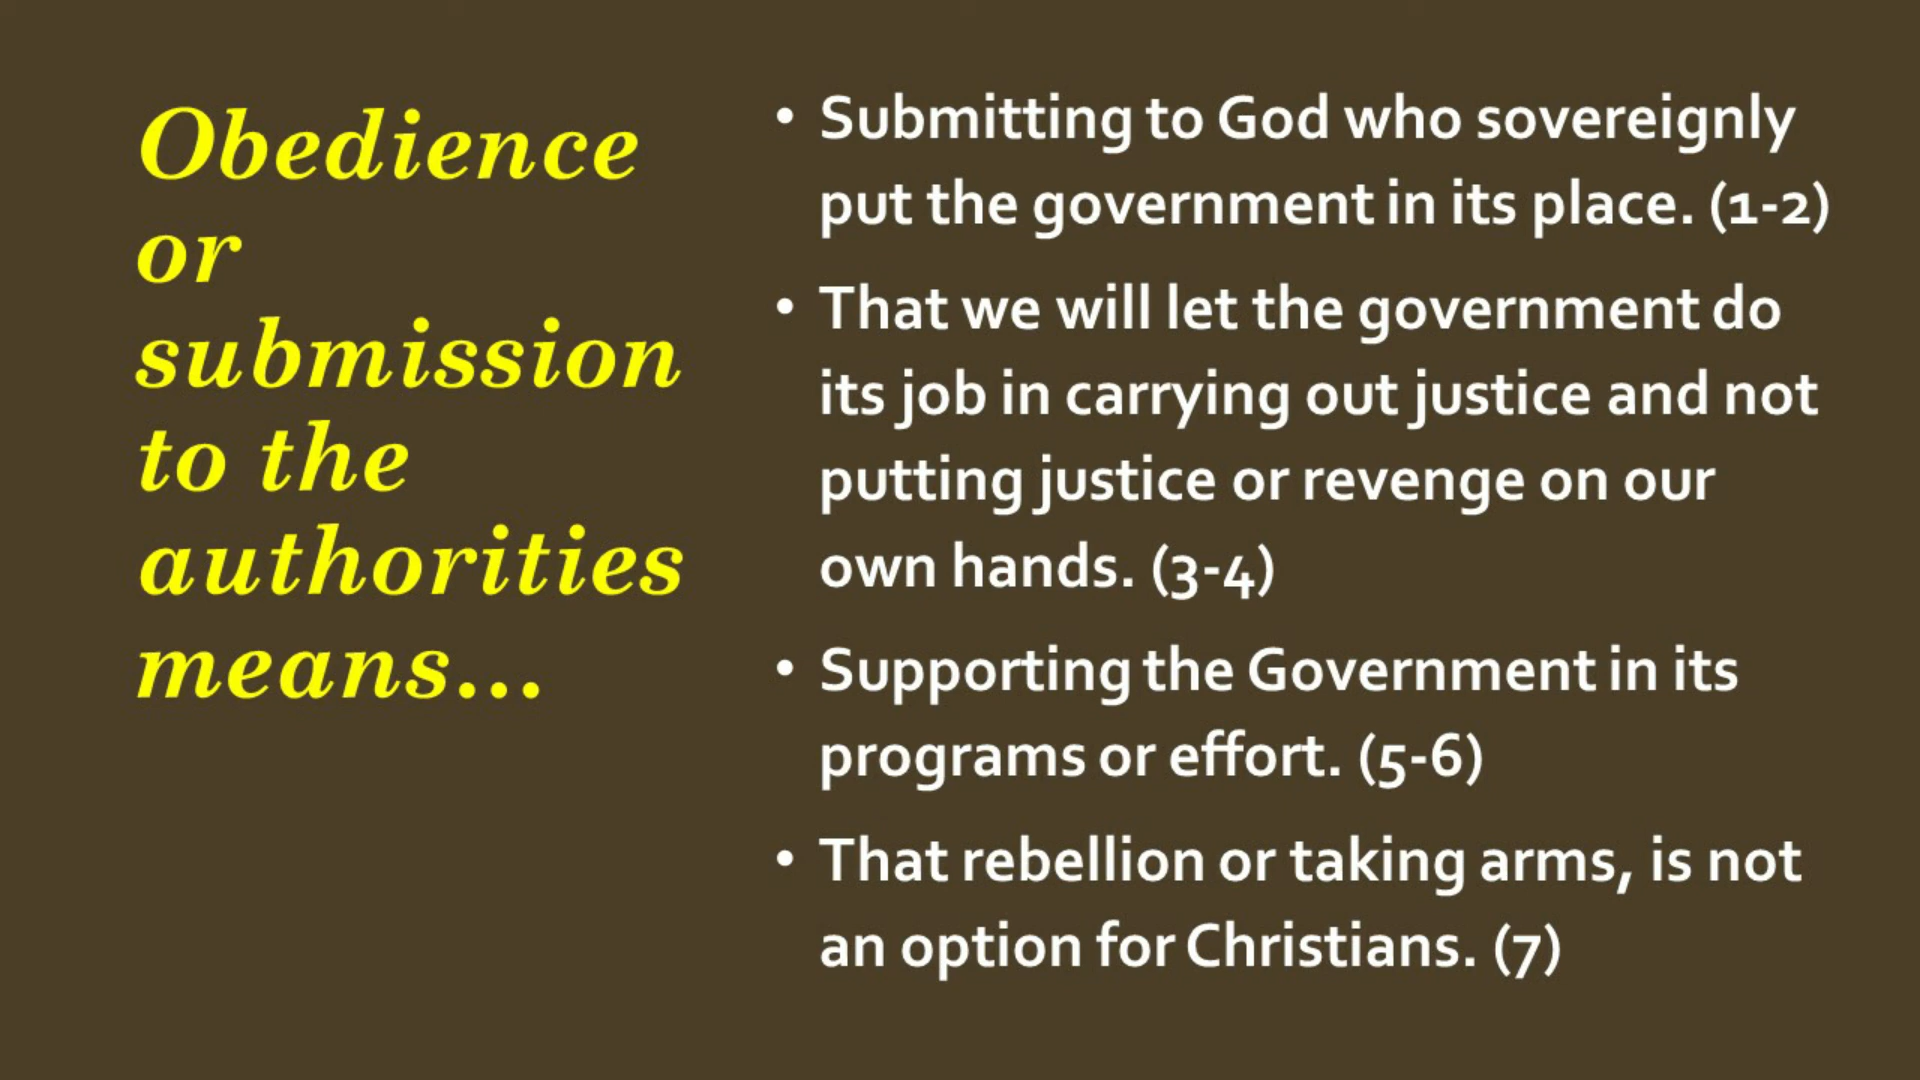 Obedience
or
submission
to the
authorities
means...
• Submitting to God who sovereignly
put the government in its place. (1-2)
• That we will let the government do
its job in carrying out justice and not
putting justice or revenge on our
own hands. (3-4)
• Supporting the Government in its
programs or effort. (5-6)
• That rebellion or taking arms, is not
an option for Christians. (7)